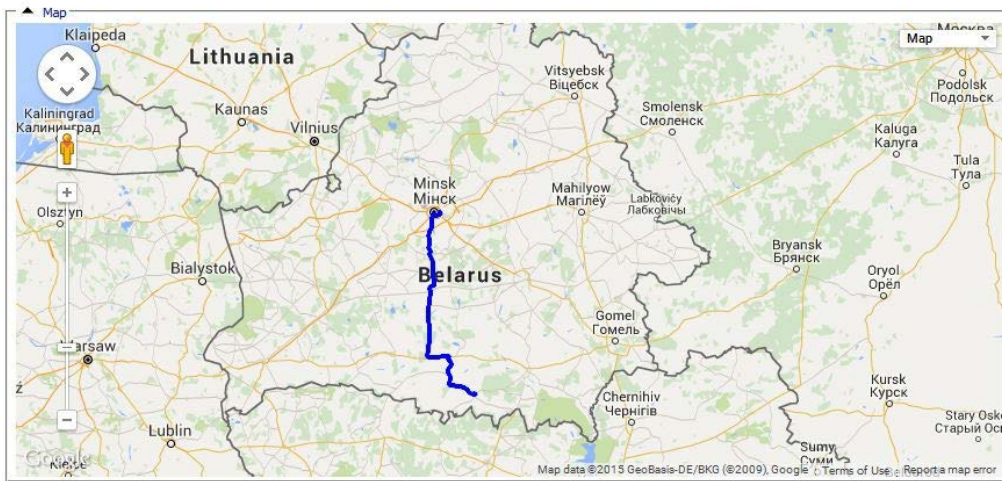 Map
Klaipeda
Lithuania
Map
Vitsyebsk
Віцебск
Podolsk
Подольск
Kaliningrad
Калининград
Kaunas
Smolensk
Смоленск
Vilnius
Kaluga
Калуга
Tula
Тула
Minsk
Мінск
Mahilyow
Магілёў
Labkovičy
Лабковічы
Olsztyn
Bryansk
Брянск
Bialystok
Belarus
Oryol
Орёл
Gomel
Гомель
Chernihiv
Чернігів
Kursk
Курск
Lublin
Stary Osk
Старый Ос
Sumy
Суми
Google
Map data ©2015 GeoBasis-DE/BKG (©2009), Google
Terms of Use
Report a map error